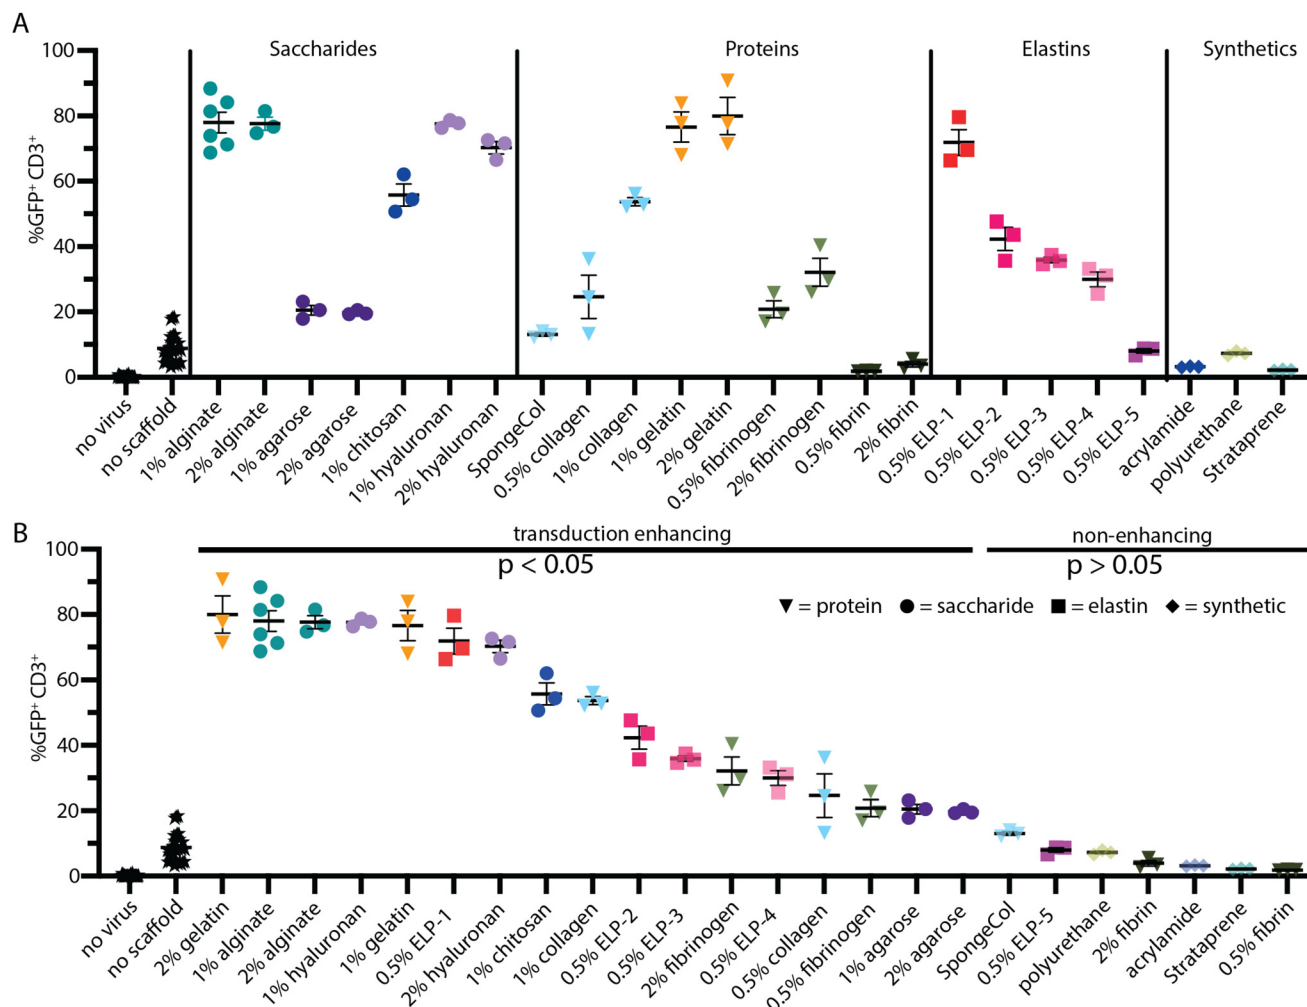 A
Saccharides
Proteins
Elastins
Synthetics
%GFP⁺ CD3⁺
100
80
60
40
20
0
no virus
no scaffold
1% alginate
2% alginate
1% agarose
2% agarose
1% chitosan
1% hyaluronan
2% hyaluronan
SpongeCol
0.5% collagen
1% collagen
1% gelatin
2% gelatin
0.5% fibrinogen
2% fibrinogen
0.5% fibrin
2% fibrin
0.5% ELP-1
0.5% ELP-2
0.5% ELP-3
0.5% ELP-4
0.5% ELP-5
acrylamide
polyurethane
Strataprene
B
transduction enhancing
non-enhancing
p < 0.05
p > 0.05
= protein
= saccharide
= elastin
= synthetic
%GFP⁺ CD3⁺
100
80
60
40
20
0
no virus
no scaffold
2% gelatin
1% alginate
2% alginate
1% hyaluronan
1% gelatin
0.5% ELP-1
2% hyaluronan
1% chitosan
1% collagen
0.5% ELP-2
0.5% ELP-3
2% fibrinogen
0.5% ELP-4
0.5% collagen
0.5% fibrinogen
1% agarose
2% agarose
SpongeCol
0.5% ELP-5
polyurethane
2% fibrin
acrylamide
Strataprene
0.5% fibrin